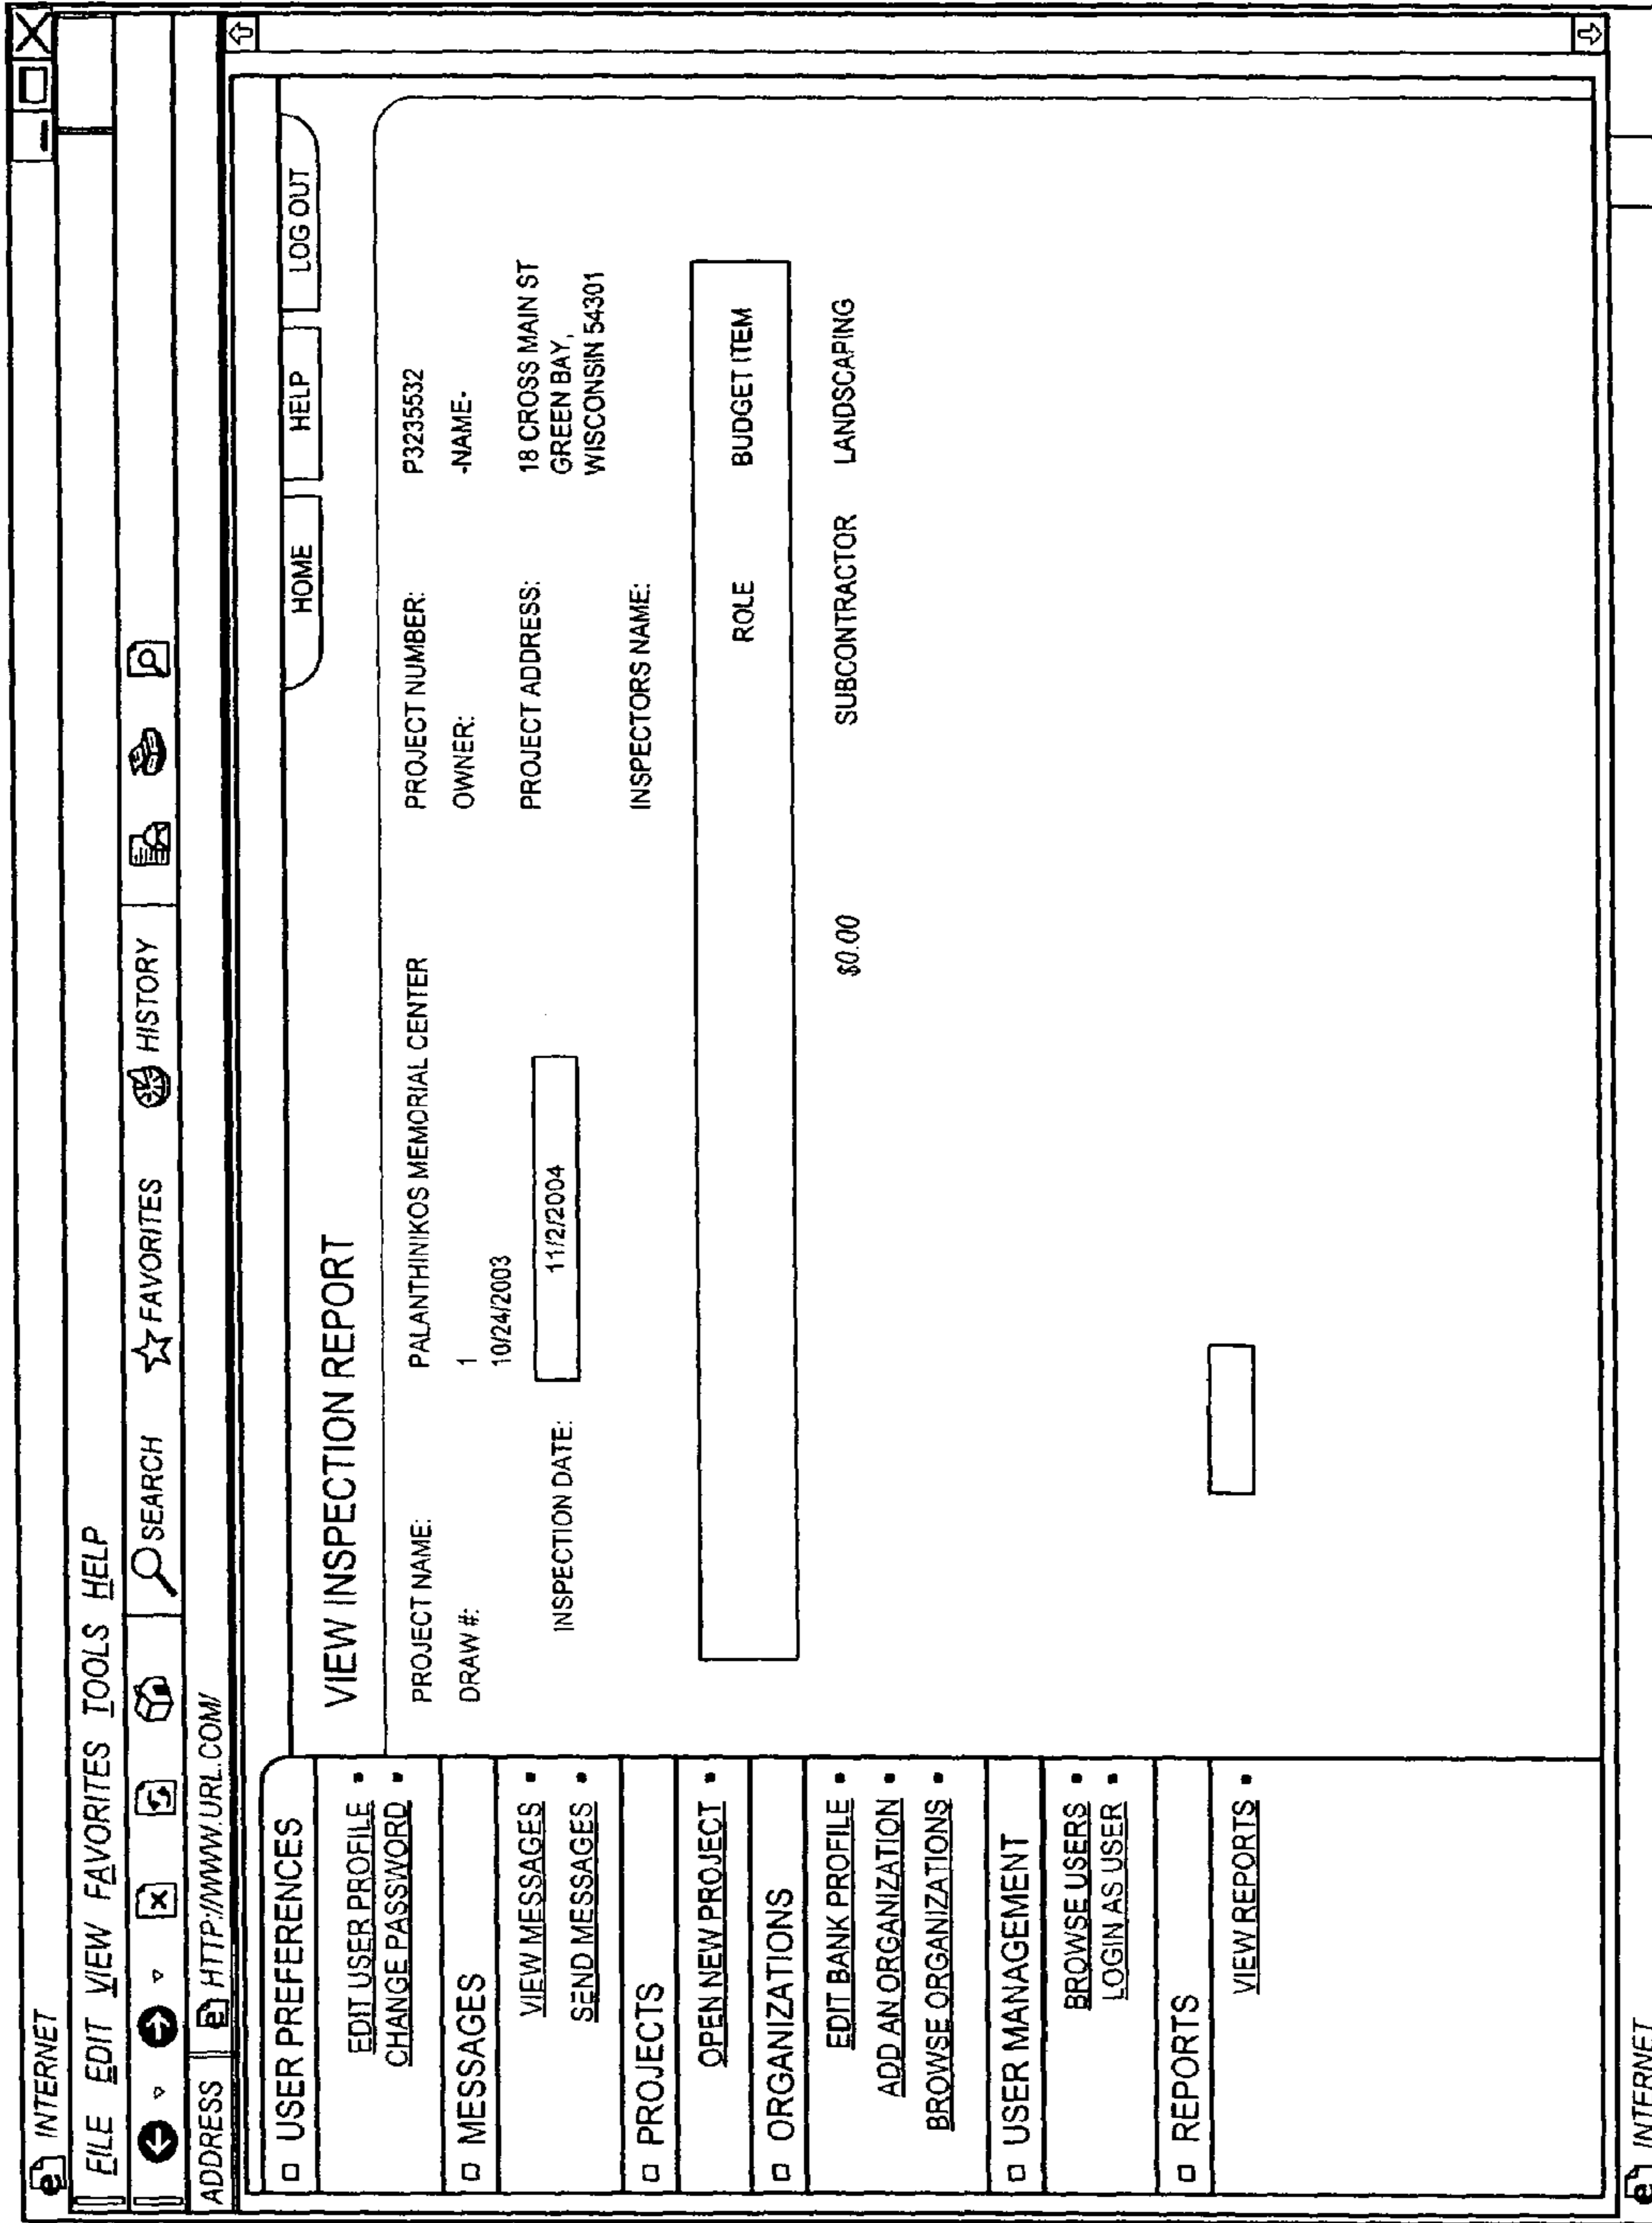 INTERNET
FILE EDIT VIEW FAVORITES TOOLS HELP
SEARCH FAVORITES HISTORY
ADDRESS HTTP://WWW.URL.COM/
HOME HELP LOG OUT
USER PREFERENCES
EDIT USER PROFILE
CHANGE PASSWORD
MESSAGES
VIEW MESSAGES
SEND MESSAGES
PROJECTS
OPEN NEW PROJECT
ORGANIZATIONS
EDIT BANK PROFILE
ADD AN ORGANIZATION
BROWSE ORGANIZATIONS
USER MANAGEMENT
BROWSE USERS
LOGIN AS USER
REPORTS
VIEW REPORTS
VIEW INSPECTION REPORT
PROJECT NAME: PALANTHINIKOS MEMORIAL CENTER PROJECT NUMBER: P3235532
DRAW #: 1 OWNER: -NAME-
10/24/2003
INSPECTION DATE: 11/2/2004 PROJECT ADDRESS: 18 CROSS MAIN ST
GREEN BAY,
WISCONSIN 54301
INSPECTORS NAME:
ROLE BUDGET ITEM
$0.00 SUBCONTRACTOR LANDSCAPING
INTERNET